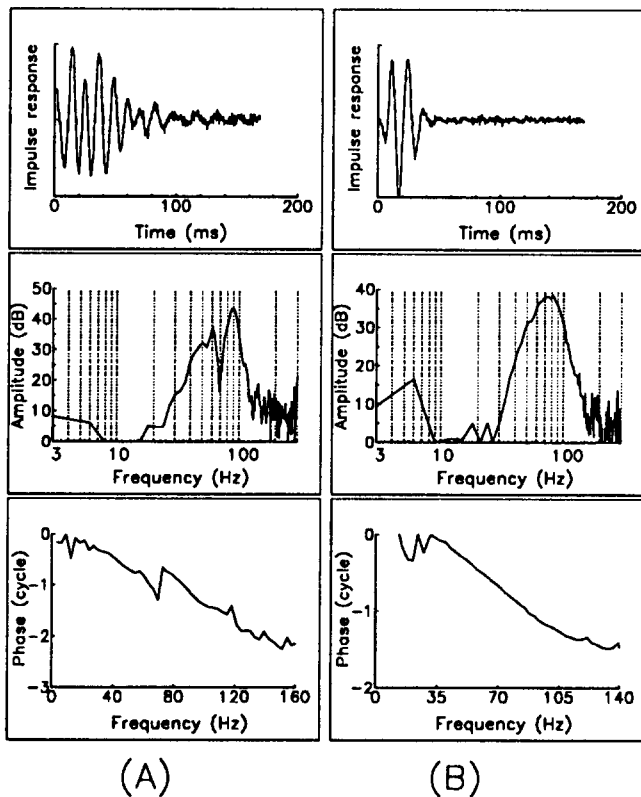 Impulse response
0 100 200
Time (ms)
Impulse response
0 100 200
Time (ms)
Amplitude (dB)
50
40
30
20
10
0
3 10 100
Frequency (Hz)
Amplitude (dB)
40
30
20
10
0
3 10 100
Frequency (Hz)
Phase (cycle)
0
-1
-2
-3
0 40 80 120 160
Frequency (Hz)
Phase (cycle)
0
-1
-2
0 35 70 105 140
Frequency (Hz)
(A) (B)